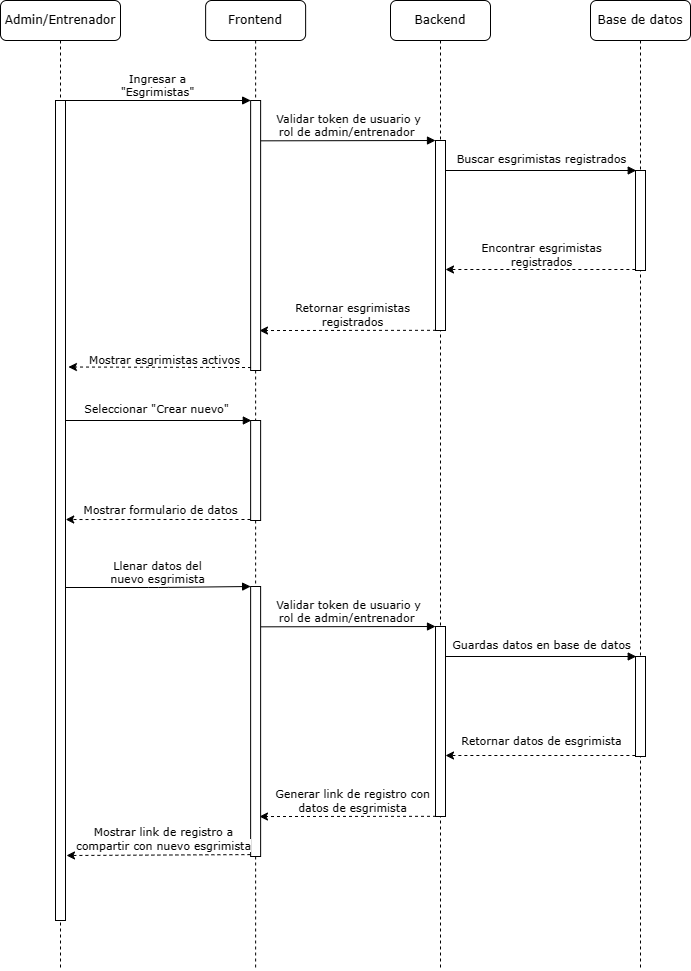 Admin/Entrenador
Frontend
Backend
Base de datos
Ingresar a
"Esgrimistas"
Validar token de usuario y
rol de admin/entrenador
Buscar esgrimistas registrados
Encontrar esgrimistas
registrados
Retornar esgrimistas
registrados
Mostrar esgrimistas activos
Seleccionar "Crear nuevo"
Mostrar formulario de datos
Llenar datos del
nuevo esgrimista
Validar token de usuario y
rol de admin/entrenador
Guardas datos en base de datos
Retornar datos de esgrimista
Generar link de registro con
datos de esgrimista
Mostrar link de registro a
compartir con nuevo esgrimista